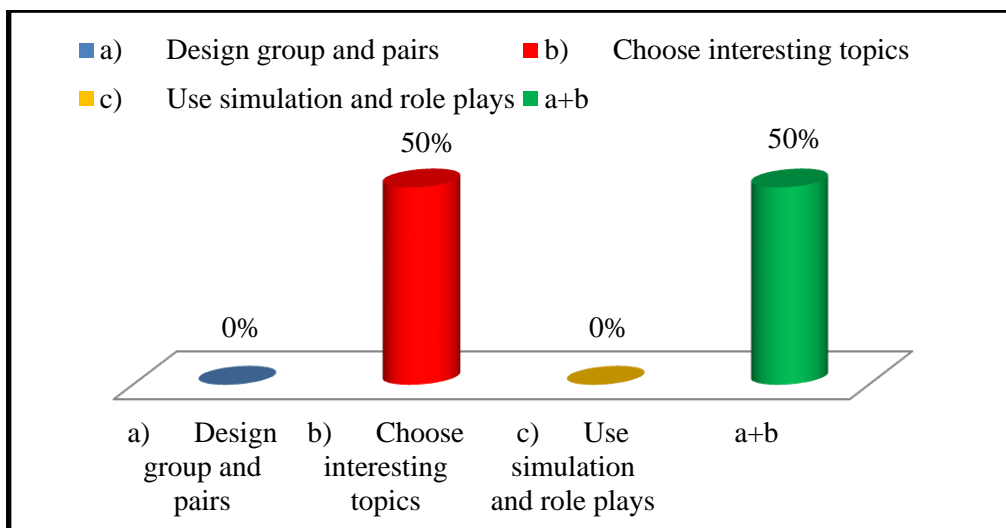 a) Design group and pairs b) Choose interesting topics
c) Use simulation and role plays a+b
50% 50%
0% 0%
a) Design b) Choose c) Use a+b
group and interesting simulation
pairs topics and role plays